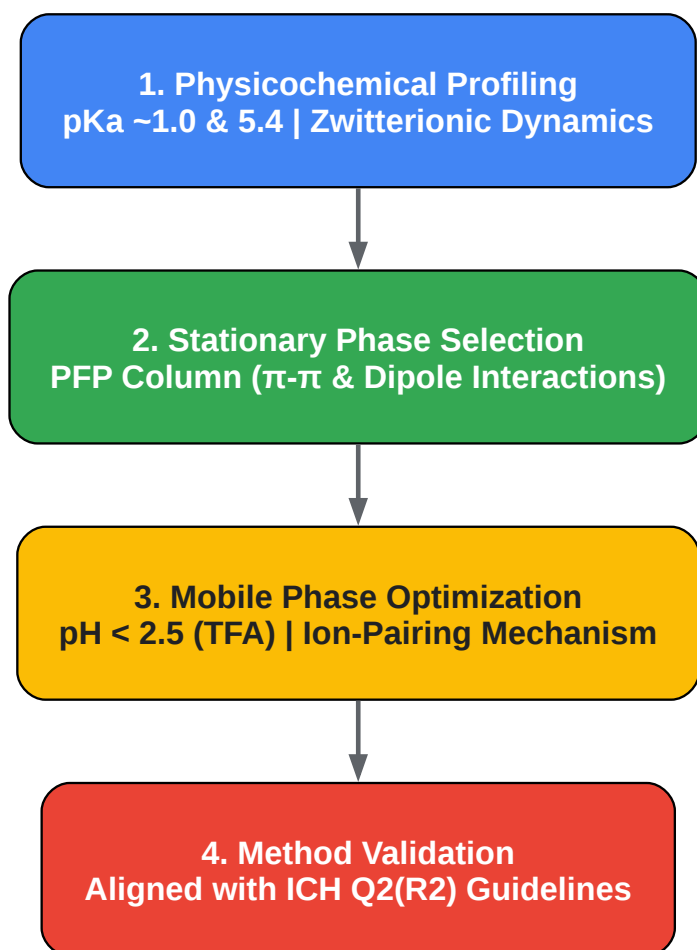 1. Physicochemical Profiling
pKa ~1.0 & 5.4 | Zwitterionic Dynamics
2. Stationary Phase Selection
PFP Column (π-π & Dipole Interactions)
3. Mobile Phase Optimization
pH < 2.5 (TFA) | Ion-Pairing Mechanism
4. Method Validation
Aligned with ICH Q2(R2) Guidelines